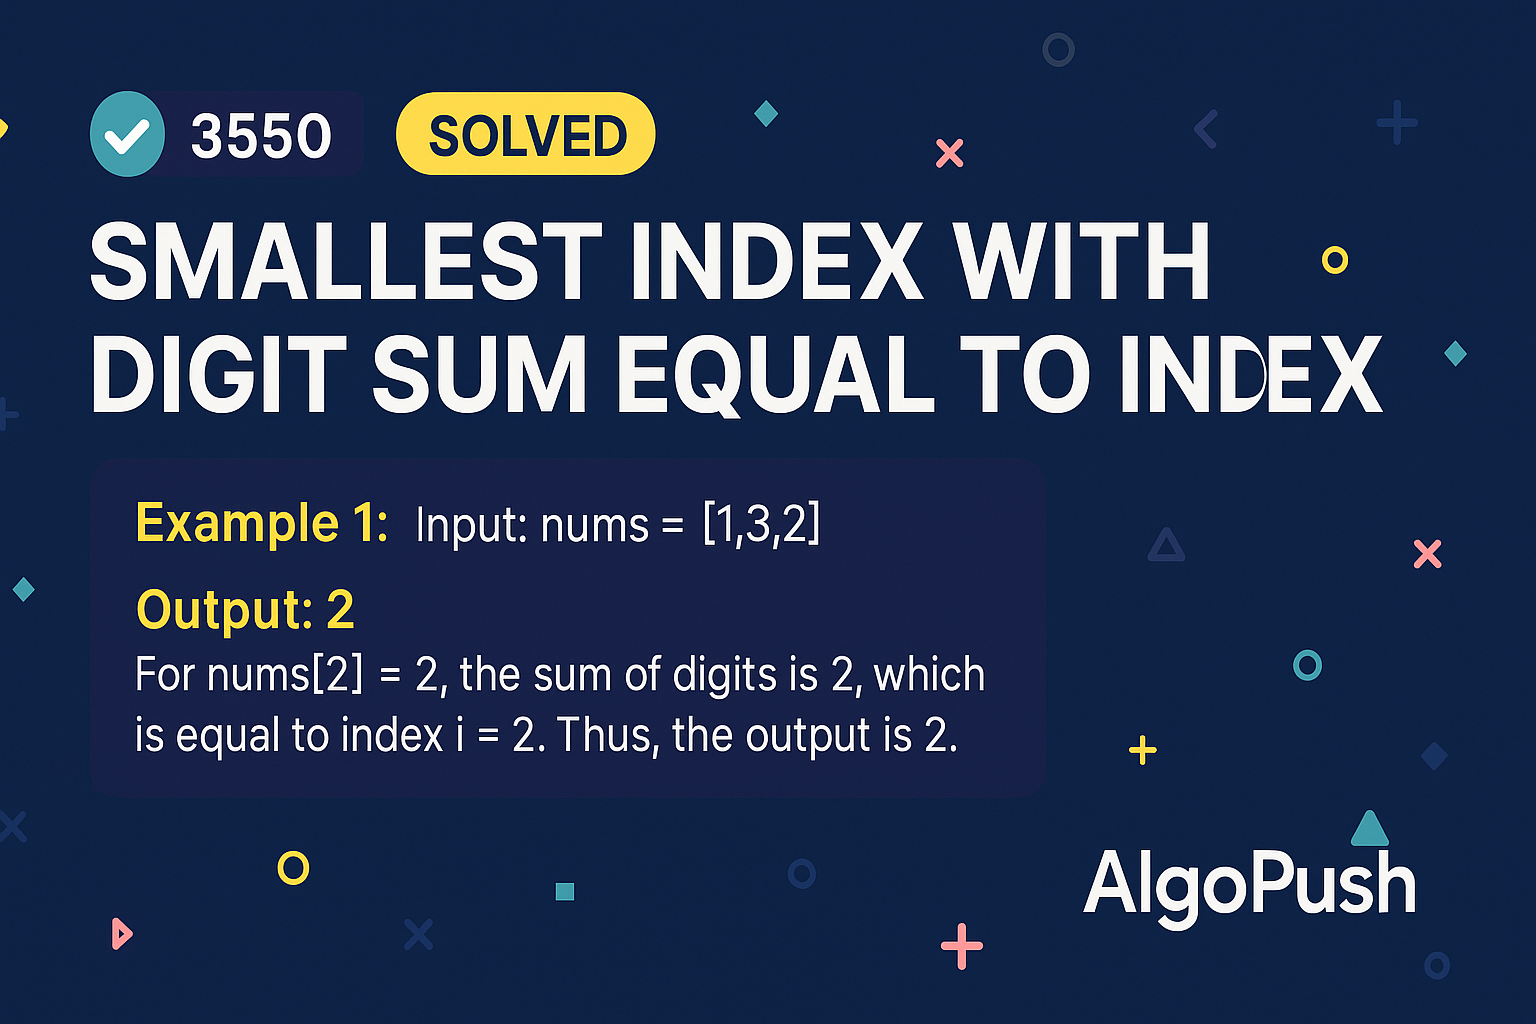 3550 SOLVED
SMALLEST INDEX WITH
DIGIT SUM EQUAL TO INDEX
Example 1: Input: nums = [1,3,2]
Output: 2
For nums[2] = 2, the sum of digits is 2, which
is equal to index i = 2. Thus, the output is 2.
AlgoPush